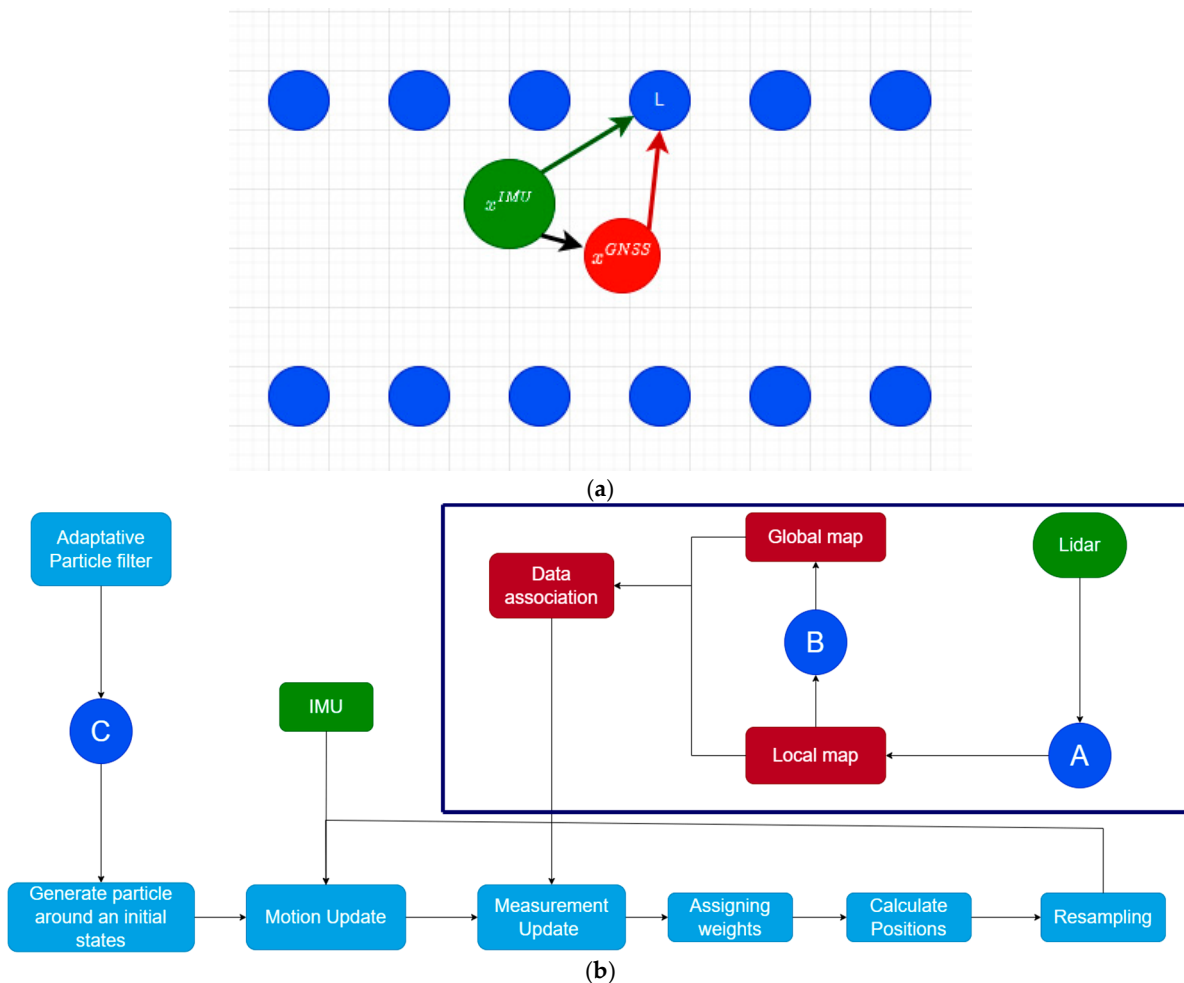 L
x^{IMU}
x^{GNSS}
(a)
Adaptative
Particle filter
Global map
Lidar
Data
association
B
C
IMU
Local map
A
Generate particle
around an initial
states
Motion Update
Measurement
Update
Assigning
weights
Calculate
Positions
Resampling
(b)